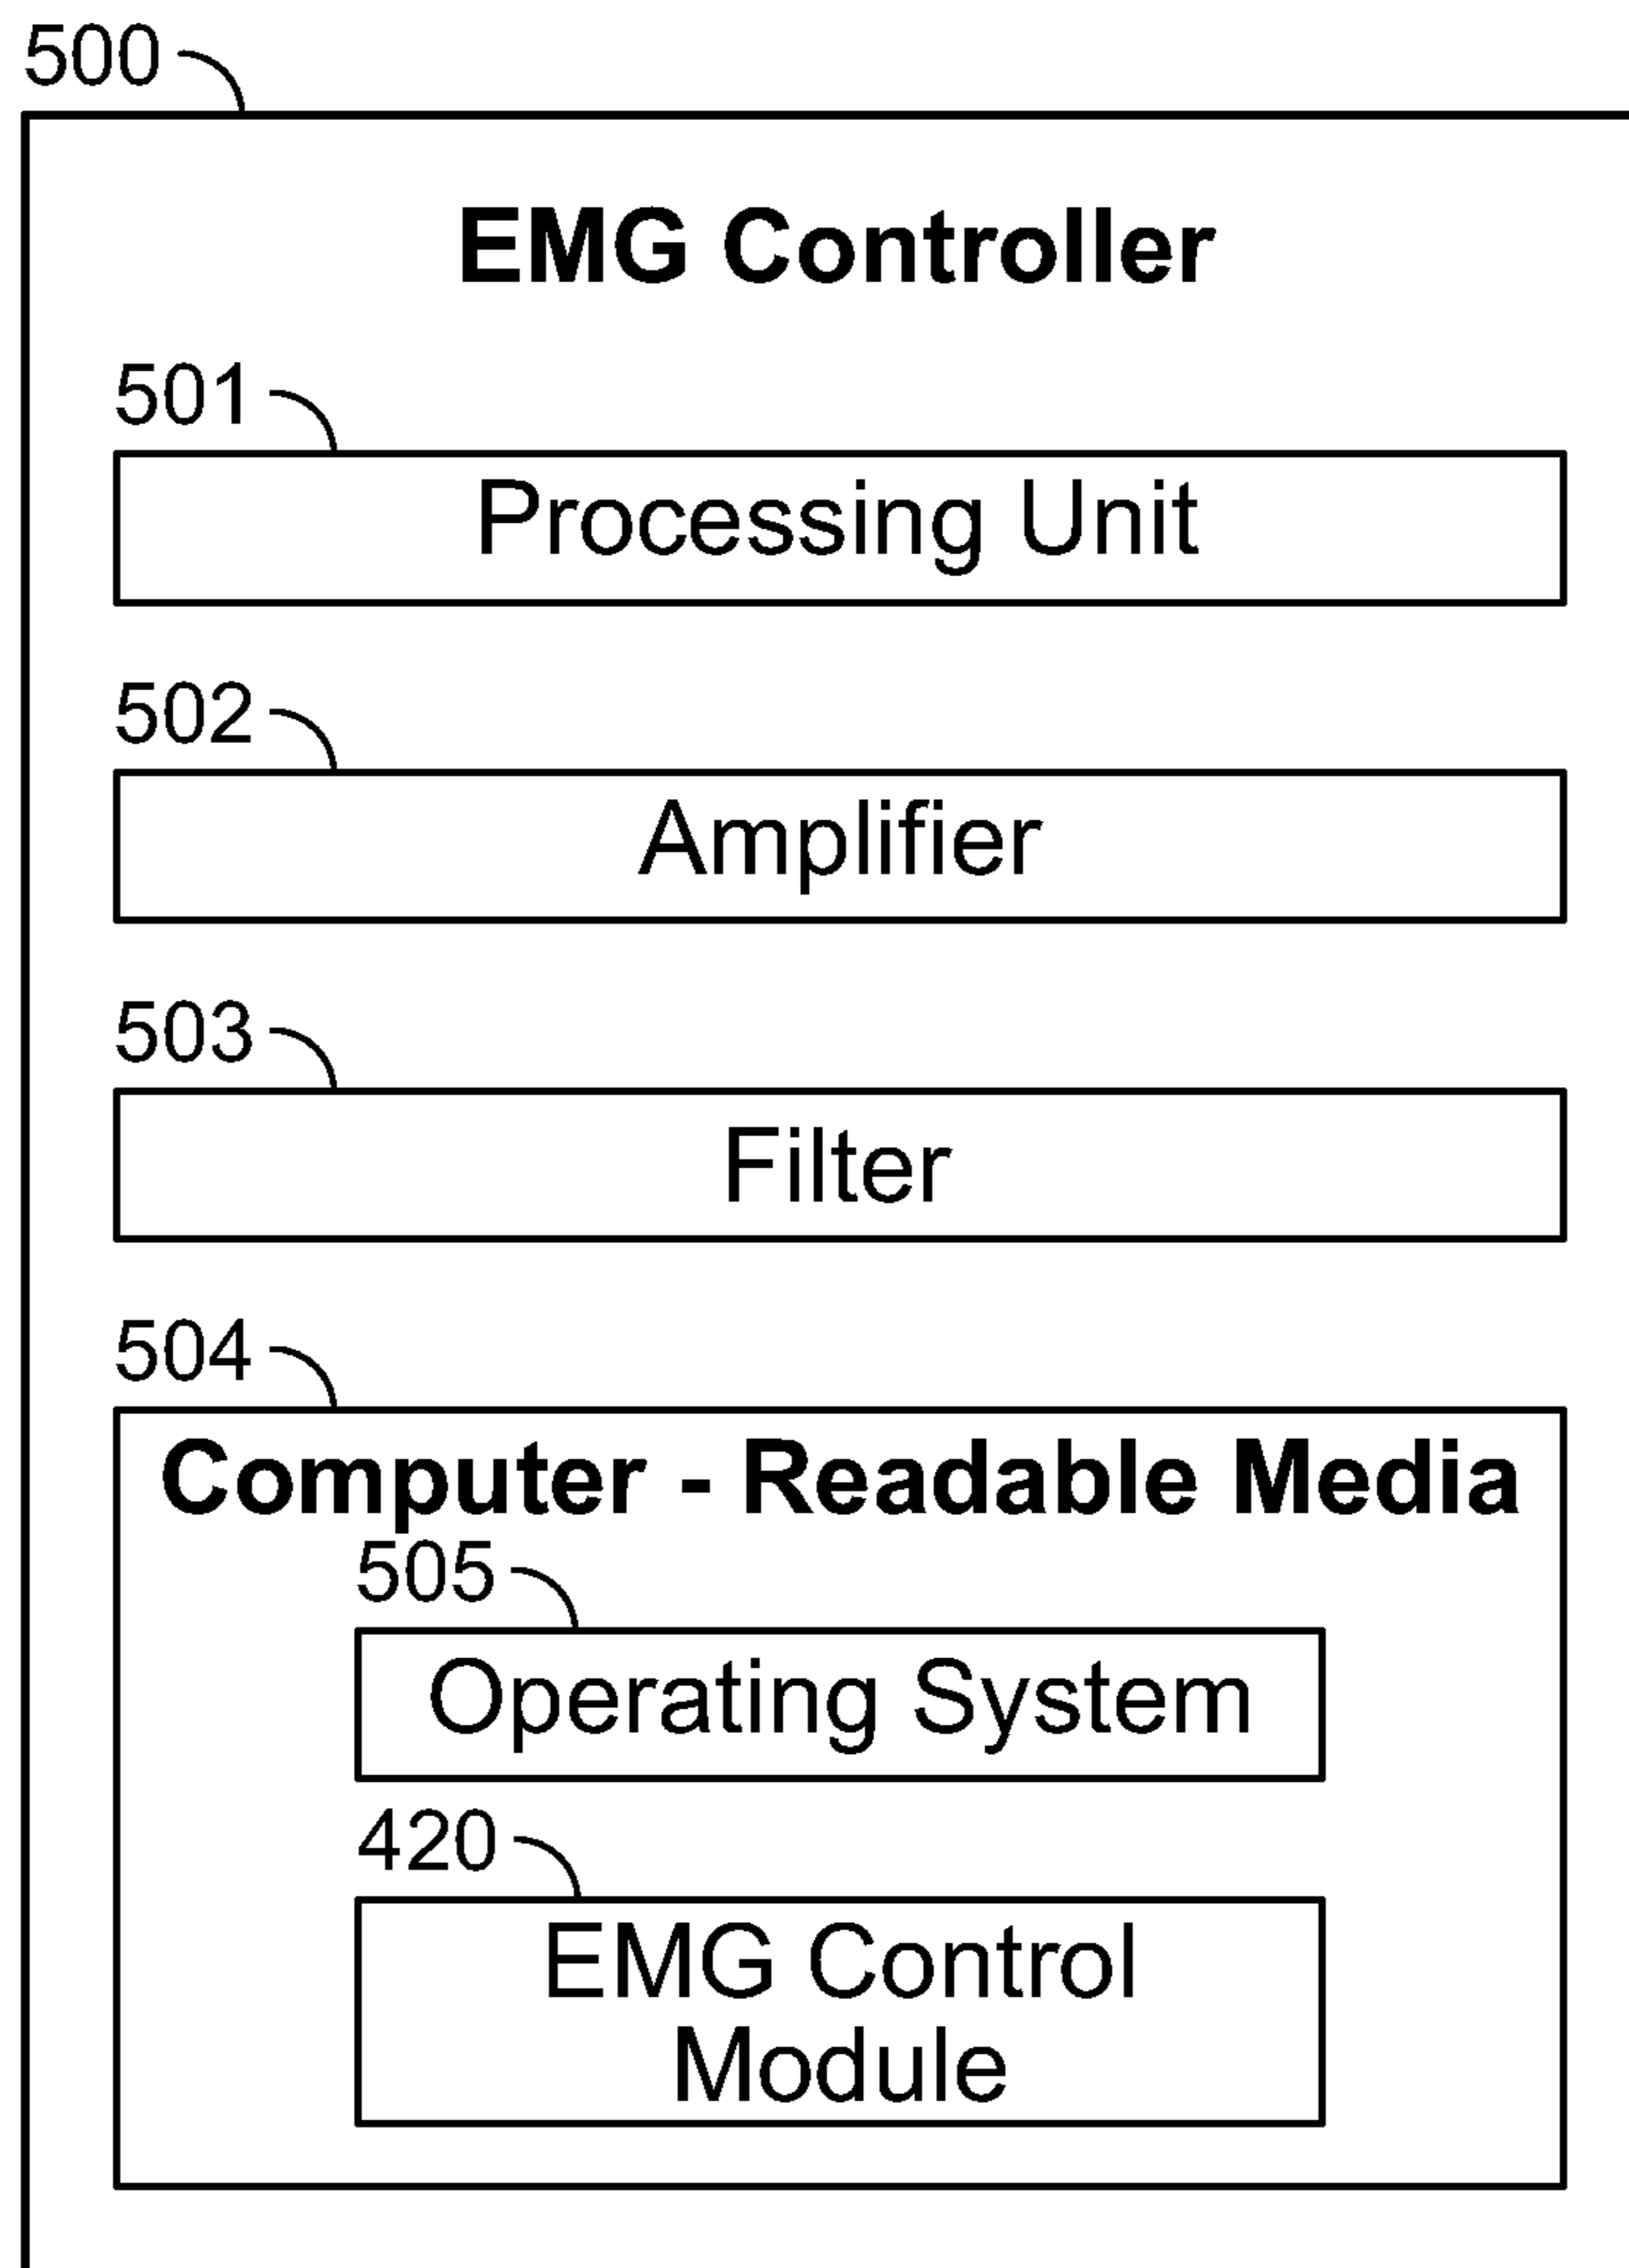 500
EMG Controller
501
Processing Unit
502
Amplifier
503
Filter
504
Computer - Readable Media
505
Operating System
420
EMG Control
Module